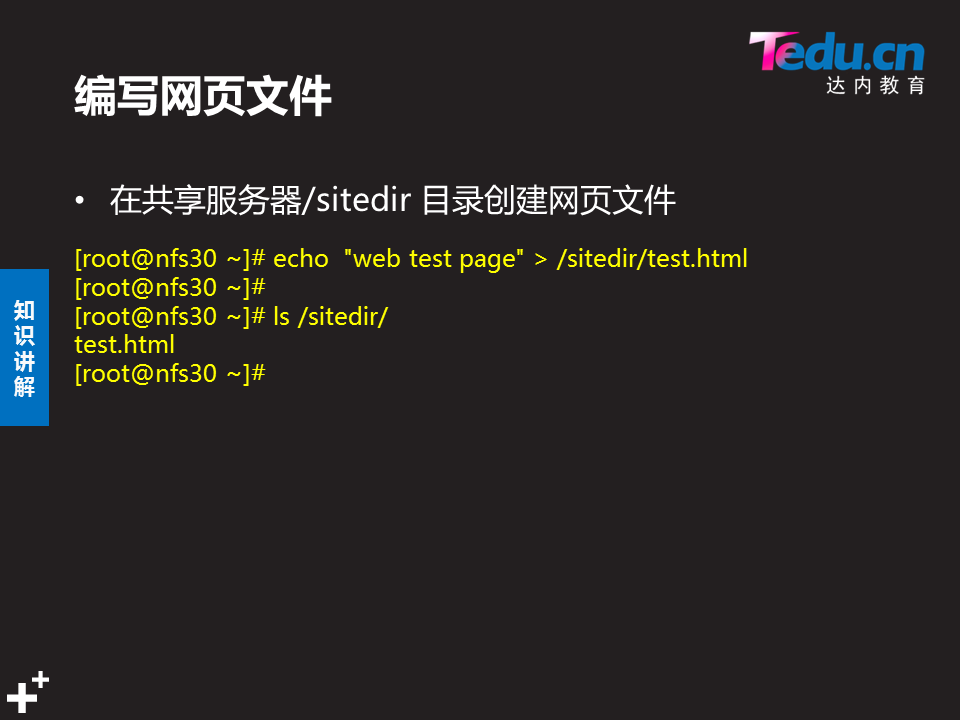 Tedu.cn
达内教育
编写网页文件
• 在共享服务器/sitedir 目录创建网页文件
[root@nfs30 ~]# echo  "web test page" > /sitedir/test.html
[root@nfs30 ~]#
[root@nfs30 ~]# ls /sitedir/
test.html
[root@nfs30 ~]#
知
识
讲
解